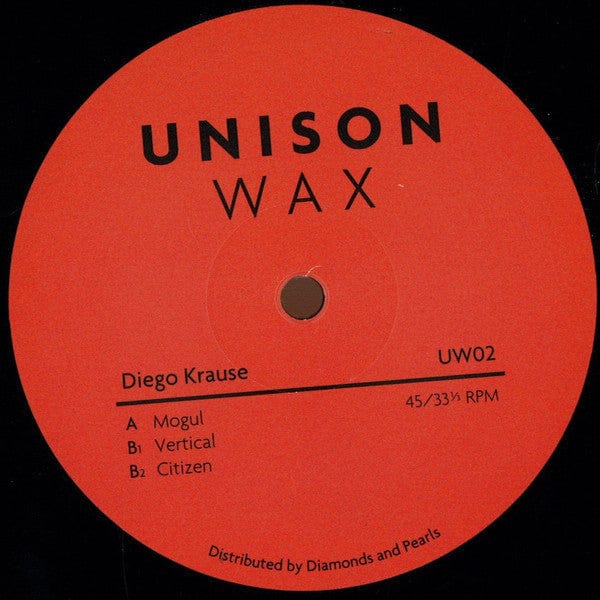 UNISON
WAX
Diego Krause
UW02
45/33⅓ RPM
A Mogul
B1 Vertical
B2 Citizen
Distributed by Diamonds and Pearls